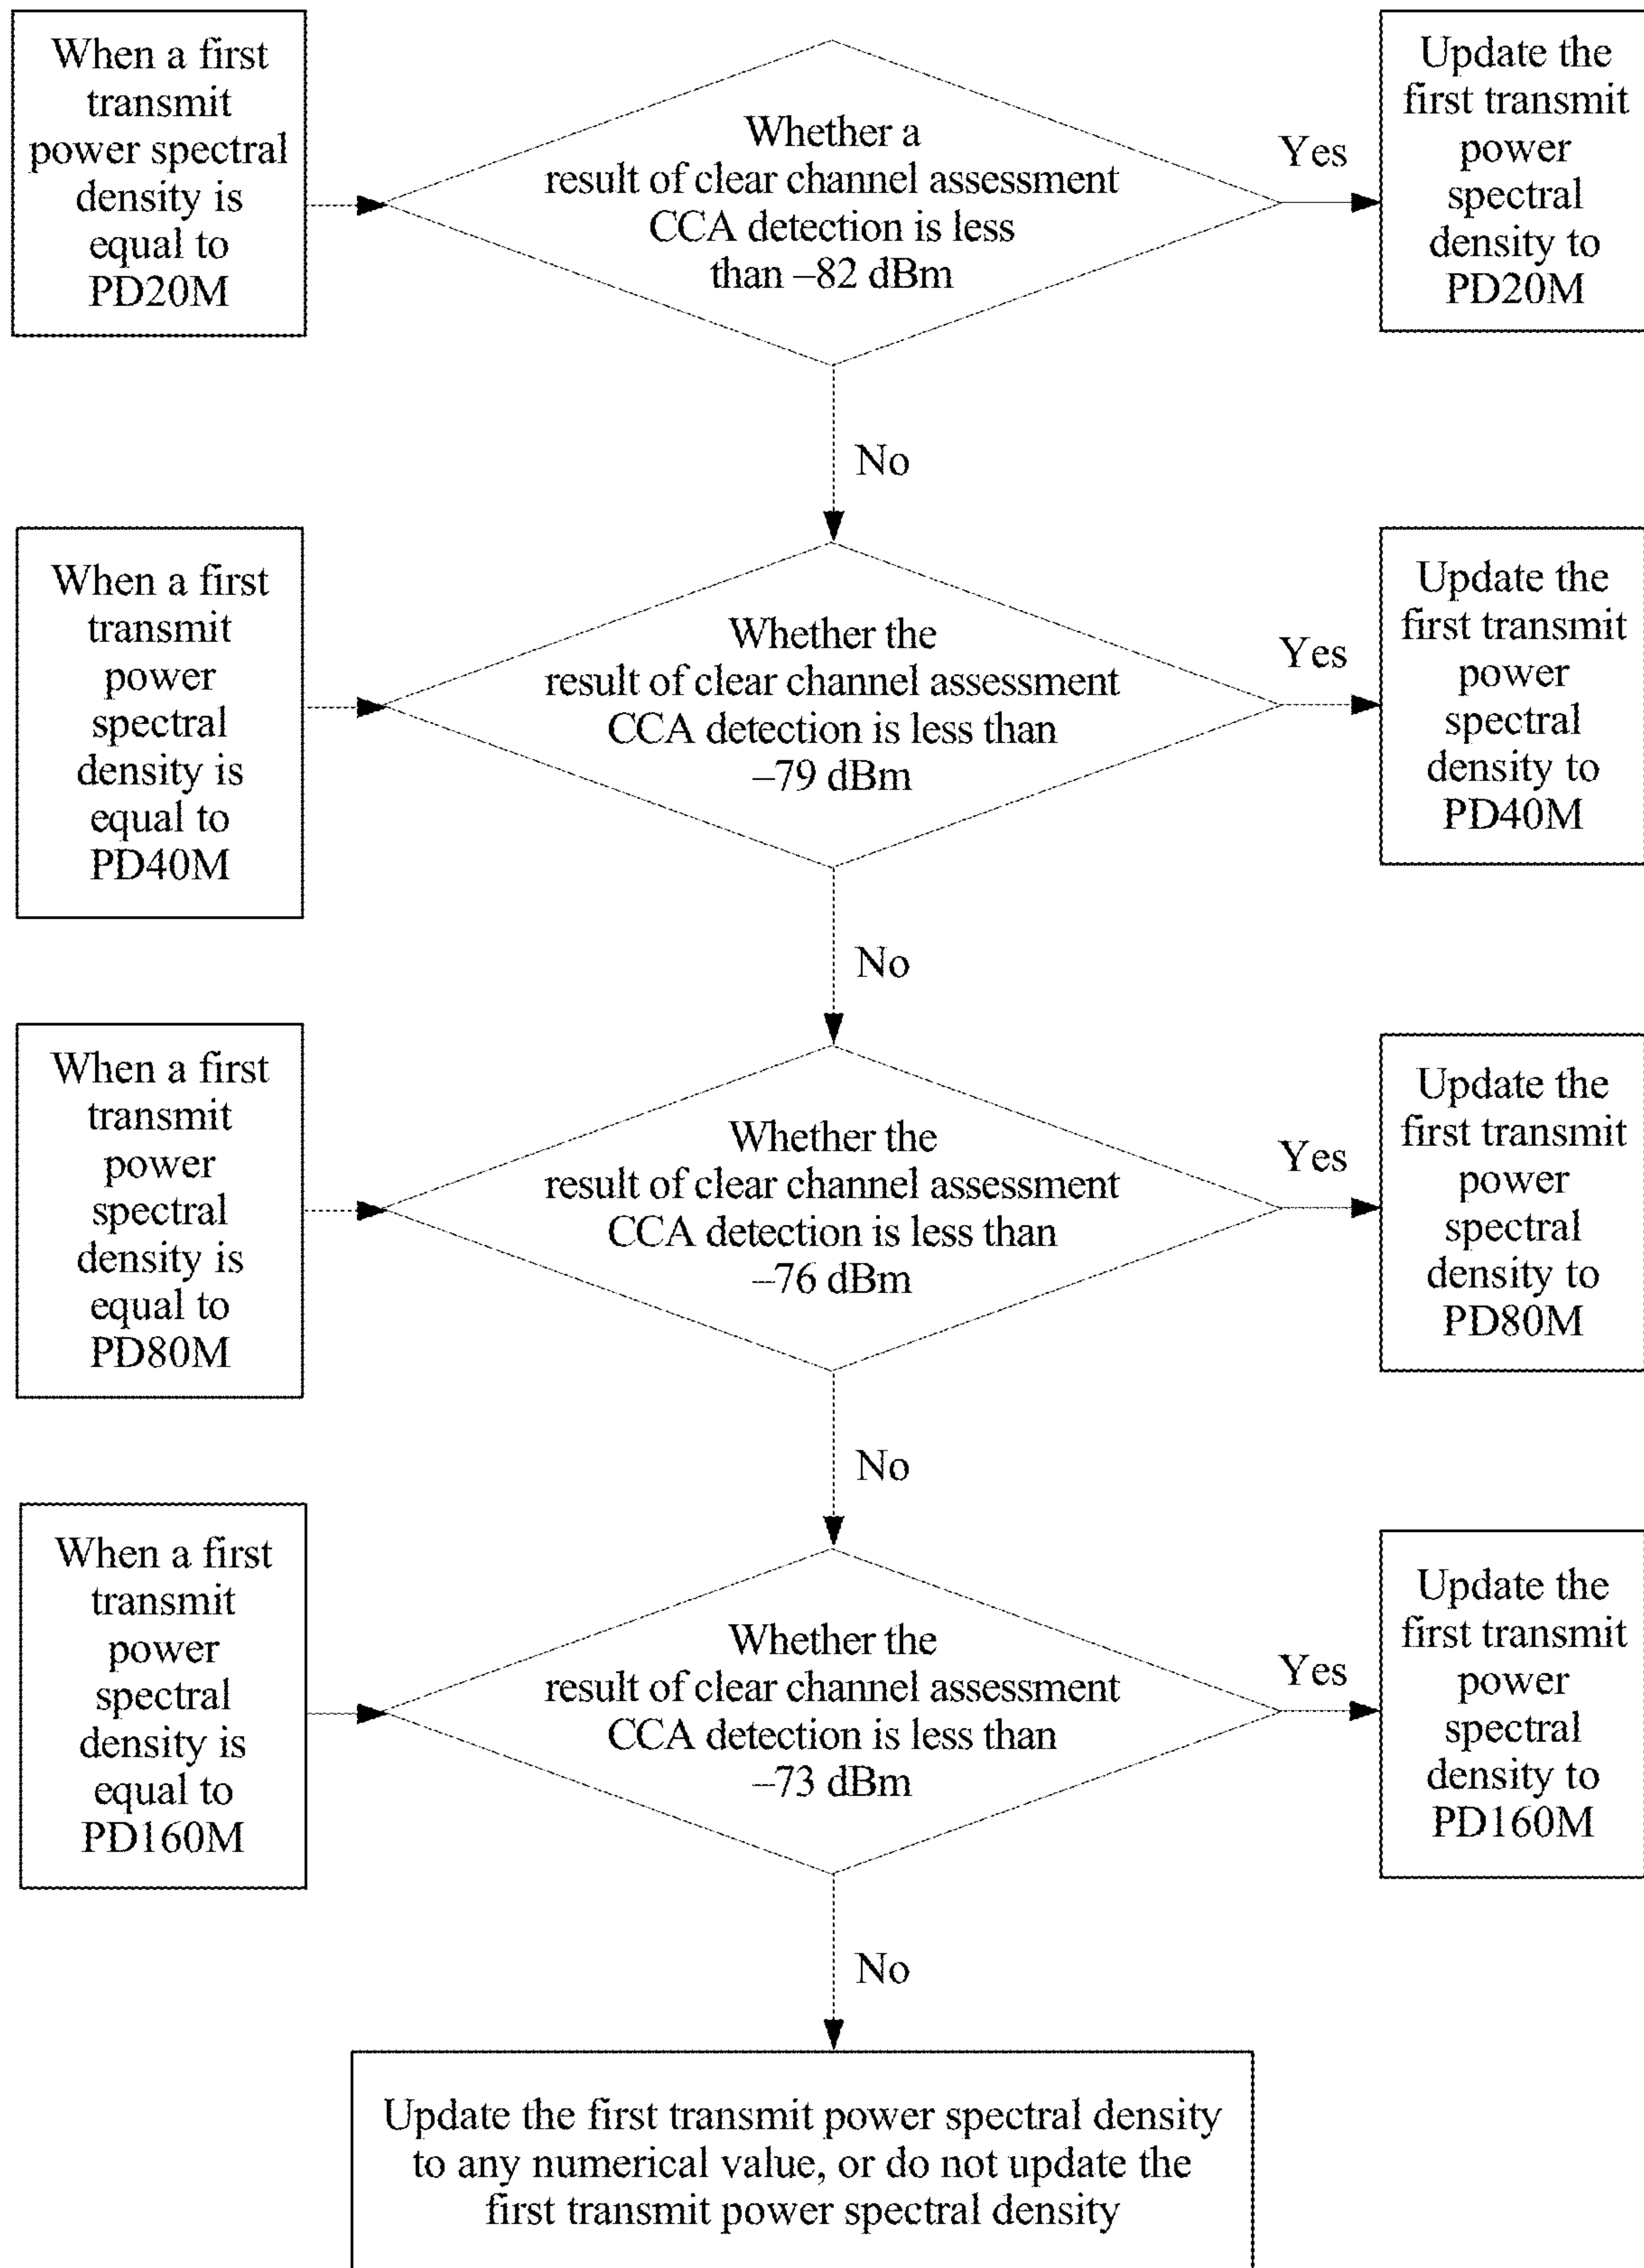 When a first
transmit
power spectral
density is
equal to
PD20M
Whether a
result of clear channel assessment
CCA detection is less
than –82 dBm
Yes
Update the
first transmit
power
spectral
density to
PD20M
No
When a first
transmit
power
spectral
density is
equal to
PD40M
Whether the
result of clear channel assessment
CCA detection is less than
–79 dBm
Yes
Update the
first transmit
power
spectral
density to
PD40M
No
When a first
transmit
power
spectral
density is
equal to
PD80M
Whether the
result of clear channel assessment
CCA detection is less than
–76 dBm
Yes
Update the
first transmit
power
spectral
density to
PD80M
No
When a first
transmit
power
spectral
density is
equal to
PD160M
Whether the
result of clear channel assessment
CCA detection is less than
–73 dBm
Yes
Update the
first transmit
power
spectral
density to
PD160M
No
Update the first transmit power spectral density
to any numerical value, or do not update the
first transmit power spectral density